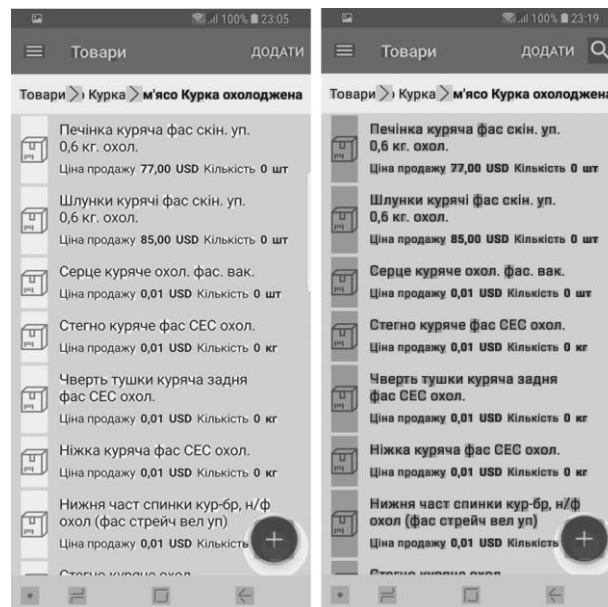 100% 23:05
Товари ДОДАТИ
Товари Курка м'ясо Курка охолоджена
Печінка куряча фас скін. уп.
0,6 кг. охол.
Ціна продажу 77,00 USD Кількість 0 шт
Шлунки курячі фас скін. уп.
0,6 кг. охол.
Ціна продажу 85,00 USD Кількість 0 шт
Серце куряче охол. фас. вак.
Ціна продажу 0,01 USD Кількість 0 шт
Стегно куряче фас СЕС охол.
Ціна продажу 0,01 USD Кількість 0 кг
Чверть тушки куряча задня
фас СЕС охол.
Ціна продажу 0,01 USD Кількість 0 кг
Ніжка куряча фас СЕС охол.
Ціна продажу 0,01 USD Кількість 0 кг
Нижня част спинки кур-бр, н/ф
охол (фас стрейч вел уп)
Ціна продажу 0,01 USD Кількість
100% 23:19
Товари ДОДАТИ
Товари Курка м'ясо Курка охолоджена
Печінка куряча фас скін. уп.
0,6 кг. охол.
Ціна продажу 77,00 USD Кількість 0 шт
Шлунки курячі фас скін. уп.
0,6 кг. охол.
Ціна продажу 85,00 USD Кількість 0 шт
Серце куряче охол. фас. вак.
Ціна продажу 0,01 USD Кількість 0 шт
Стегно куряче фас СЕС охол.
Ціна продажу 0,01 USD Кількість 0 кг
Чверть тушки куряча задня
фас СЕС охол.
Ціна продажу 0,01 USD Кількість 0 кг
Ніжка куряча фас СЕС охол.
Ціна продажу 0,01 USD Кількість 0 кг
Нижня част спинки кур-бр, н/ф
охол (фас стрейч вел уп)
Ціна продажу 0,01 USD Кількість